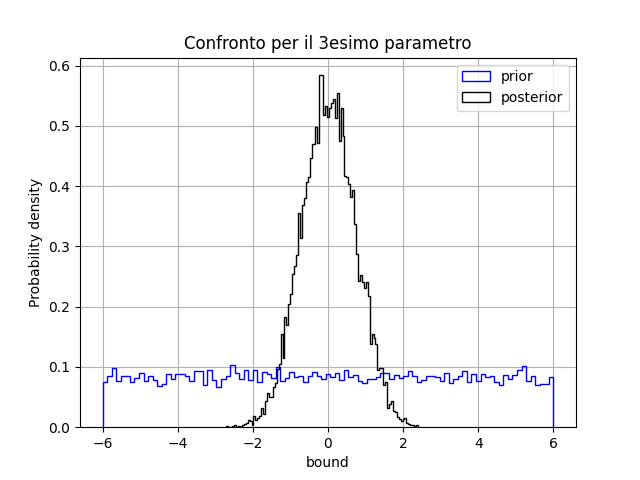 Confronto per il 3esimo parametro
prior
posterior
Probability density
0.6
0.5
0.4
0.3
0.2
0.1
0.0
−6
−4
−2
0
2
4
6
bound